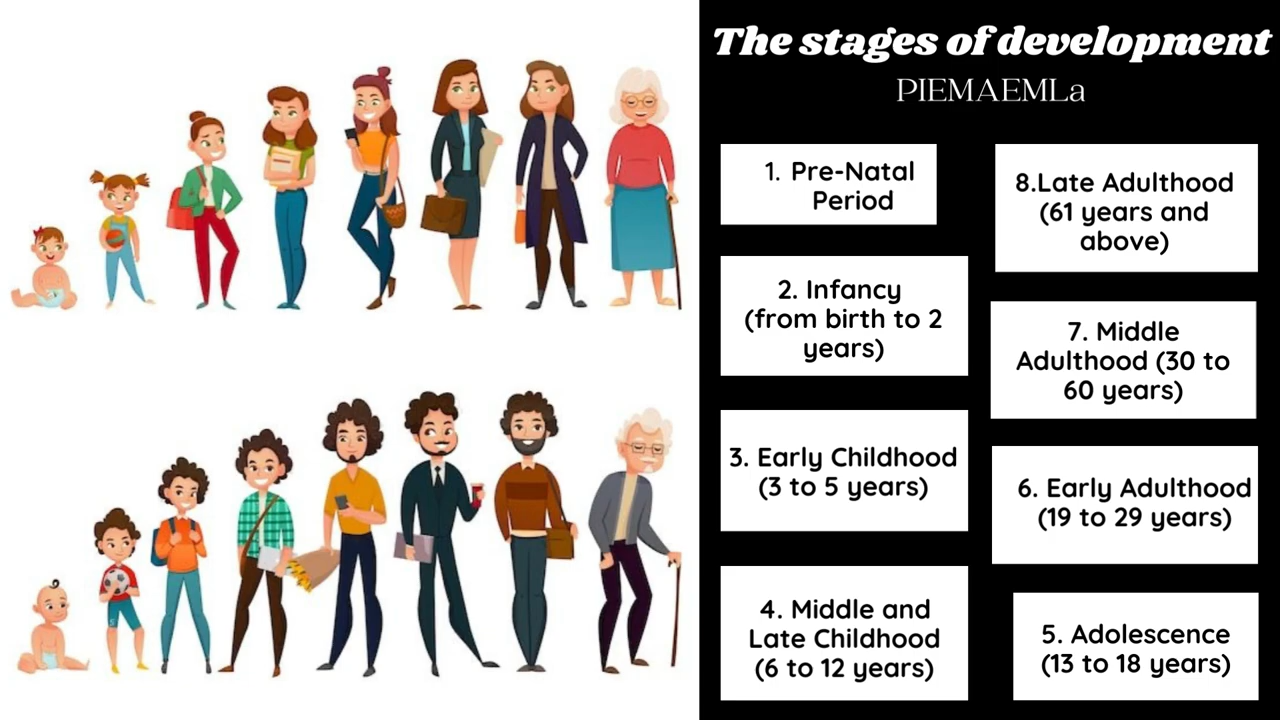 The stages of development
PIEMAEMLa
1. Pre-Natal
Period
2. Infancy
(from birth to 2
years)
3. Early Childhood
(3 to 5 years)
4. Middle and
Late Childhood
(6 to 12 years)
5. Adolescence
(13 to 18 years)
6. Early Adulthood
(19 to 29 years)
7. Middle
Adulthood (30 to
60 years)
8.Late Adulthood
(61 years and
above)